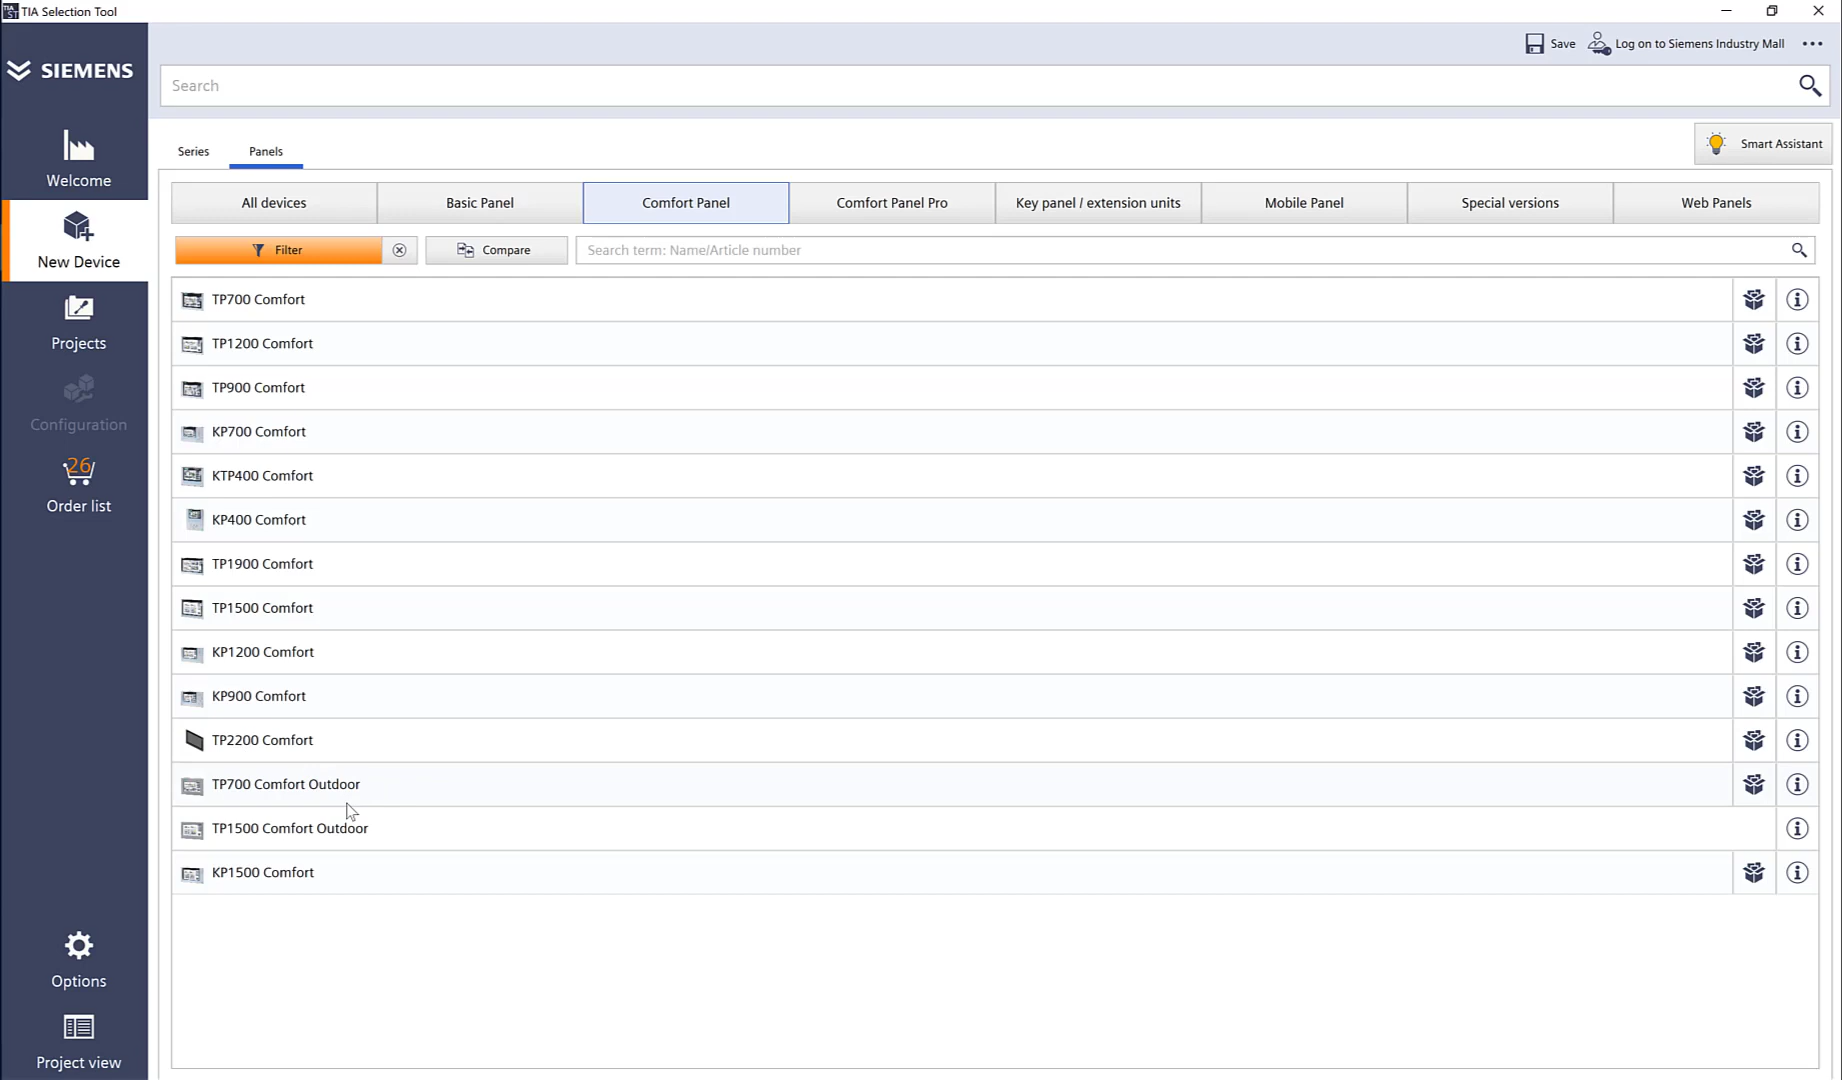 TIA Selection Tool
Save
Log on to Siemens Industry Mall
SIEMENS
Search
Welcome
New Device
Projects
Configuration
26
Order list
Options
Project view
Series
Panels
Smart Assistant
All devices
Basic Panel
Comfort Panel
Comfort Panel Pro
Key panel / extension units
Mobile Panel
Special versions
Web Panels
Filter
Compare
Search term: Name/Article number
TP700 Comfort
TP1200 Comfort
TP900 Comfort
KP700 Comfort
KTP400 Comfort
KP400 Comfort
TP1900 Comfort
TP1500 Comfort
KP1200 Comfort
KP900 Comfort
TP2200 Comfort
TP700 Comfort Outdoor
TP1500 Comfort Outdoor
KP1500 Comfort